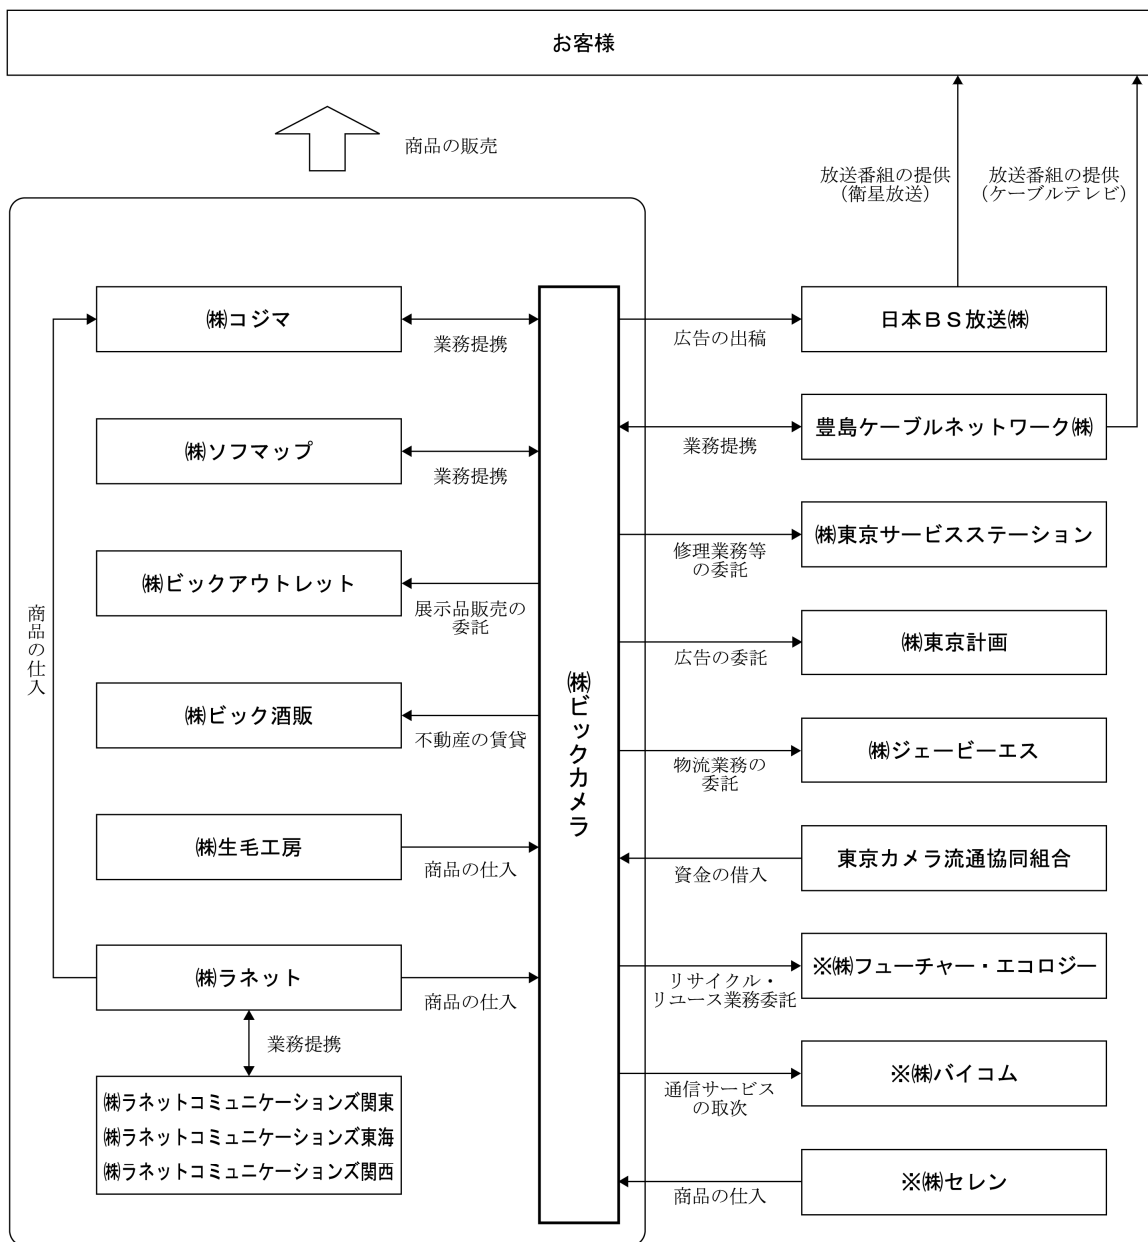 お客様
商品の販売
放送番組の提供
(衛星放送)
放送番組の提供
(ケーブルテレビ)
㈱コジマ
業務提携
広告の出稿
日本BS放送㈱
㈱ソフマップ
業務提携
業務提携
豊島ケーブルネットワーク㈱
㈱ビックアウトレット
展示品販売の
委託
修理業務等
の委託
㈱東京サービスステーション
商品の仕入
㈱ビックカメラ
広告の委託
㈱東京計画
㈱ビック酒販
不動産の賃貸
物流業務の
委託
㈱ジェービーエス
㈱生毛工房
商品の仕入
資金の借入
東京カメラ流通協同組合
㈱ラネット
商品の仕入
リサイクル・
リユース業務委託
※㈱フューチャー・エコロジー
業務提携
通信サービス
の取次
※㈱バイコム
㈱ラネットコミュニケーションズ関東
㈱ラネットコミュニケーションズ東海
㈱ラネットコミュニケーションズ関西
商品の仕入
※㈱セレン